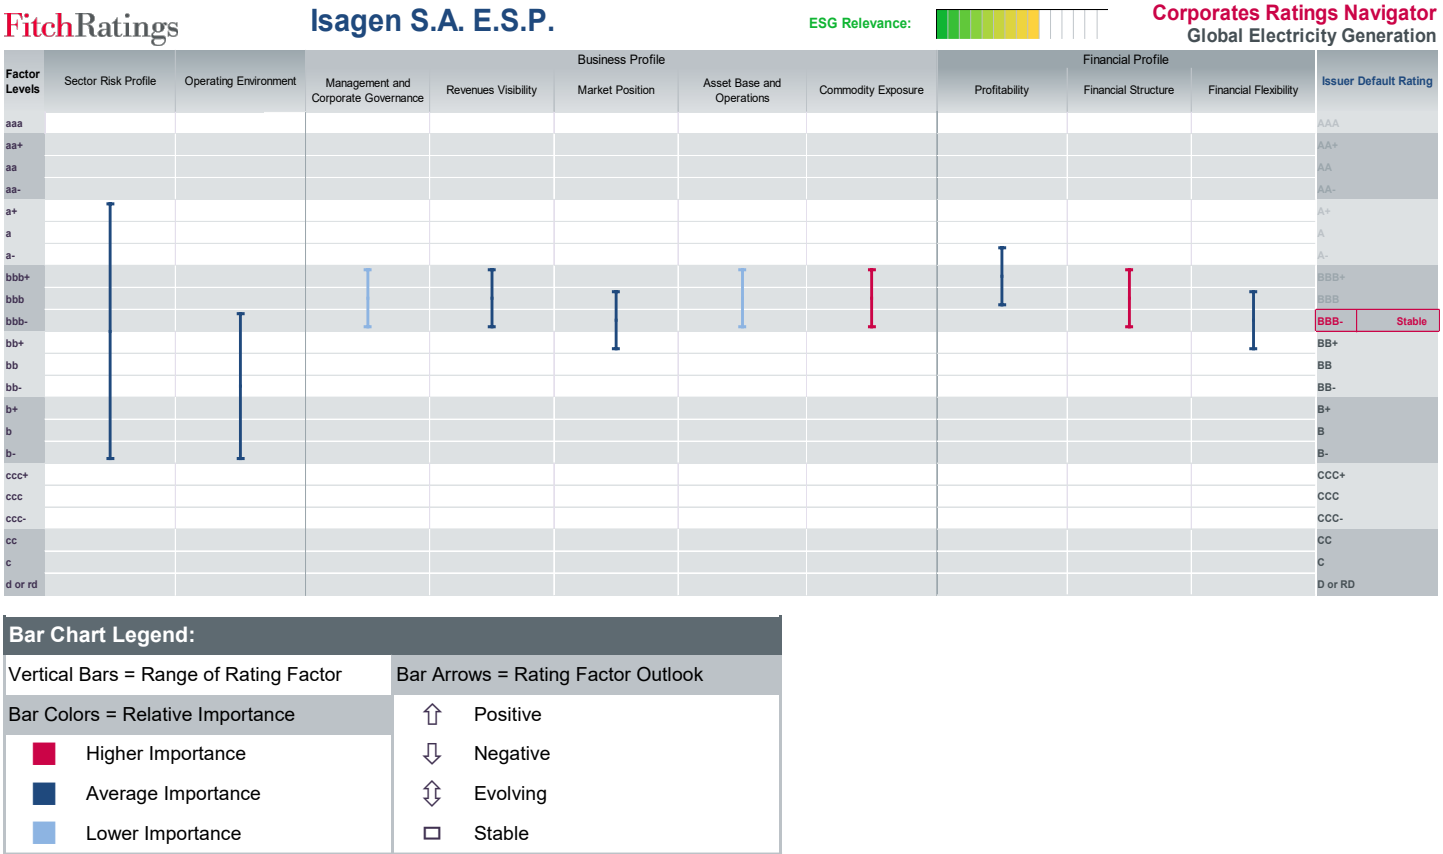 FitchRatings
Isagen S.A. E.S.P.
ESG Relevance:
Corporates Ratings Navigator
Global Electricity Generation
Factor
Levels
Sector Risk Profile
Operating Environment
Business Profile
Management and
Corporate Governance
Revenues Visibility
Market Position
Asset Base and
Operations
Commodity Exposure
Financial Profile
Profitability
Financial Structure
Financial Flexibility
Issuer Default Rating
aaa AAA
aa+ AA+
aa AA
aa- AA-
a+ A+
a A
a- A-
bbb+ BBB+
bbb BBB
bbb- BBB- Stable
bb+ BB+
bb BB
bb- BB-
b+ B+
b B
b- B-
ccc+ CCC+
ccc CCC
ccc- CCC-
cc CC
c C
d or rd D or RD
Bar Chart Legend:
Vertical Bars = Range of Rating Factor
Bar Colors = Relative Importance
Higher Importance
Average Importance
Lower Importance
Bar Arrows = Rating Factor Outlook
Positive
Negative
Evolving
Stable